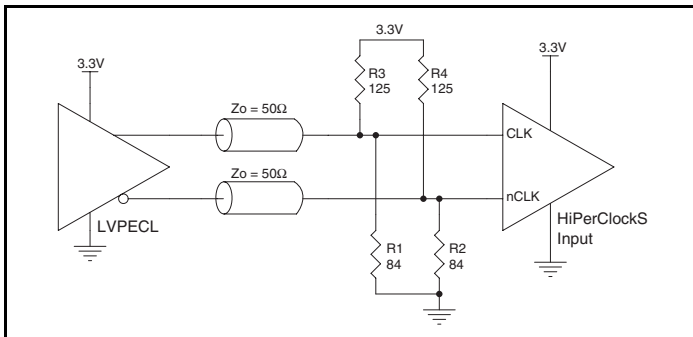 3.3V
3.3V
3.3V
R3
125
R4
125
Zo = 50Ω
CLK
Zo = 50Ω
nCLK
LVPECL
HiPerClockS
Input
R1
84
R2
84